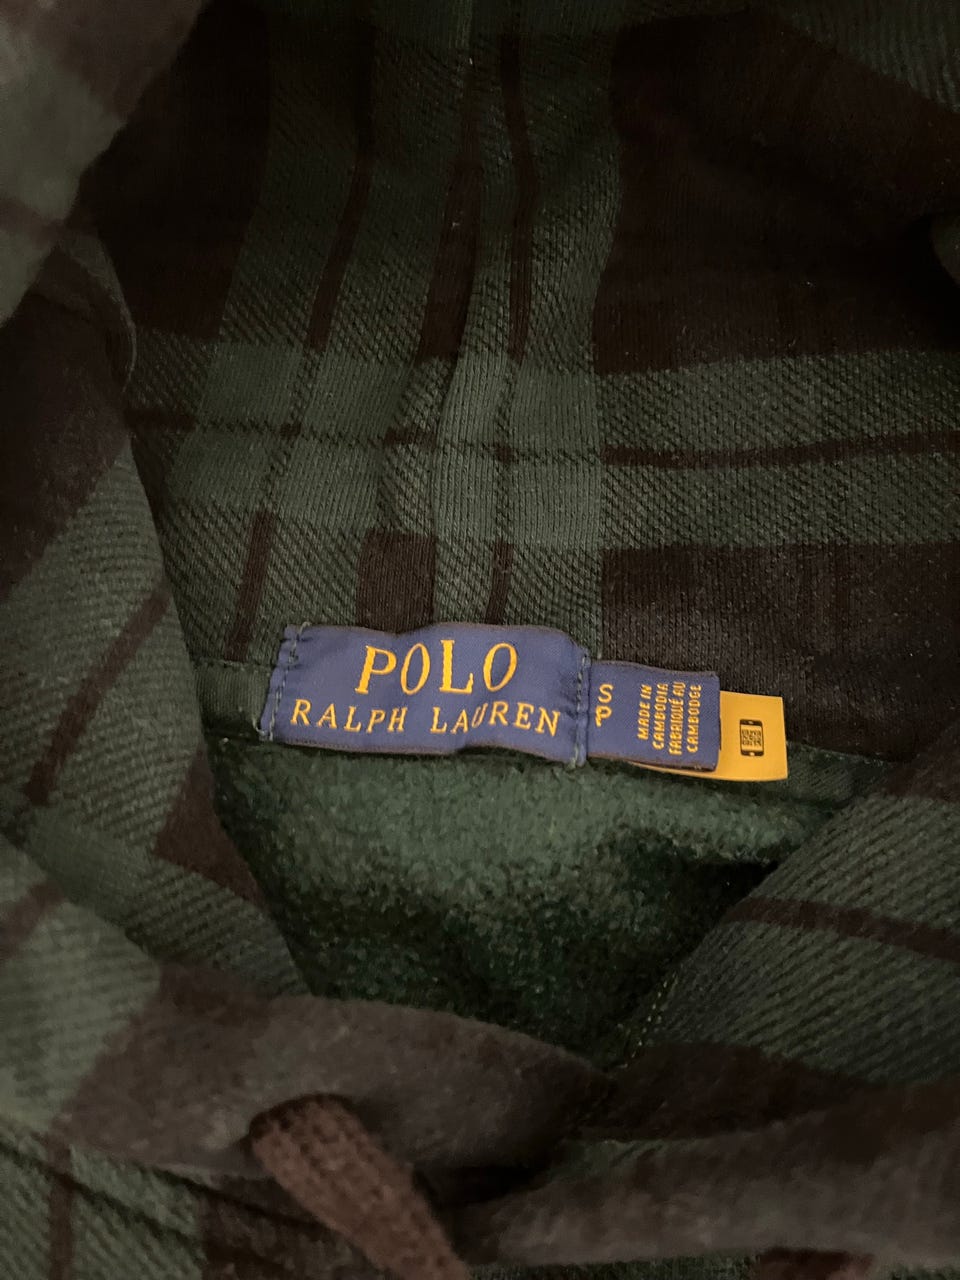 POLO
RALPH LAUREN
S
P
MADE IN
CAMBODIA
FABRIQUÉ AU
CAMBODGE